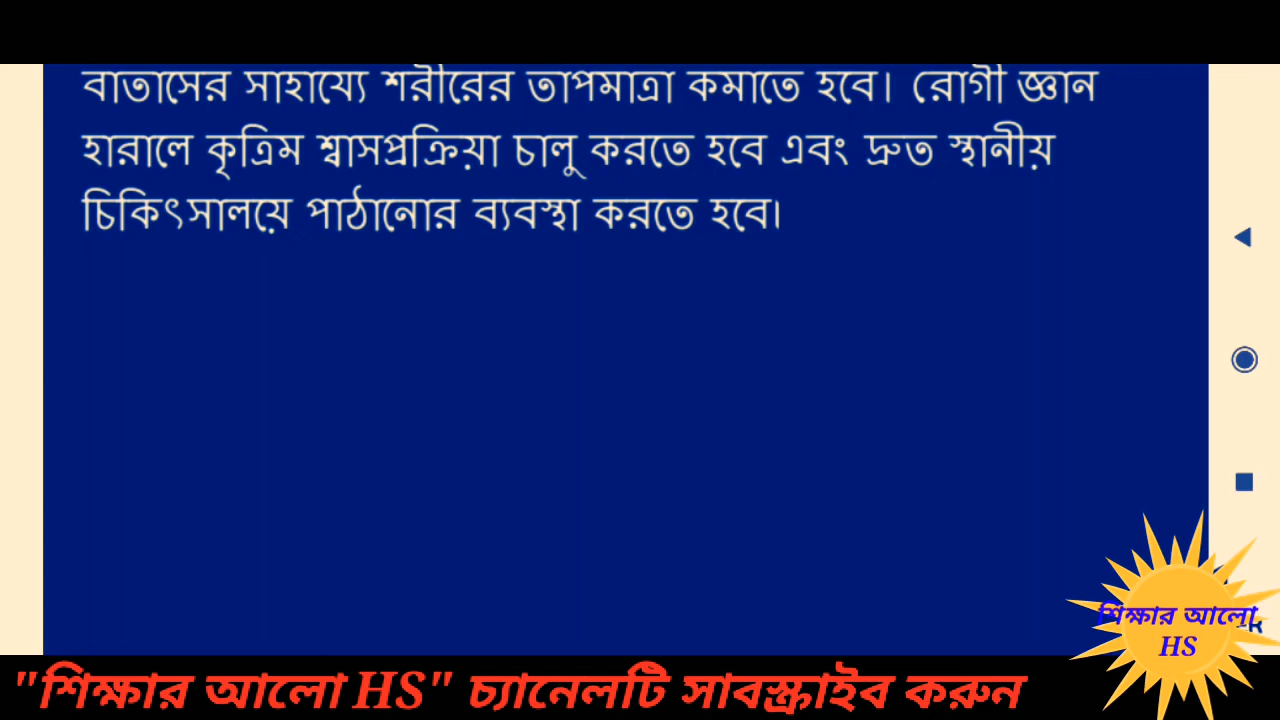 বাতাসের সাহায্যে শরীরের তাপমাত্রা কমাতে হবে। রোগী জ্ঞান
হারালে কৃত্রিম শ্বাসপ্রক্রিয়া চালু করতে হবে এবং দ্রুত স্থানীয়
চিকিৎসালয়ে পাঠানোর ব্যবস্থা করতে হবে।
শিক্ষার আলো
HS
"শিক্ষার আলো HS" চ্যানেলটি সাবস্ক্রাইব করুন